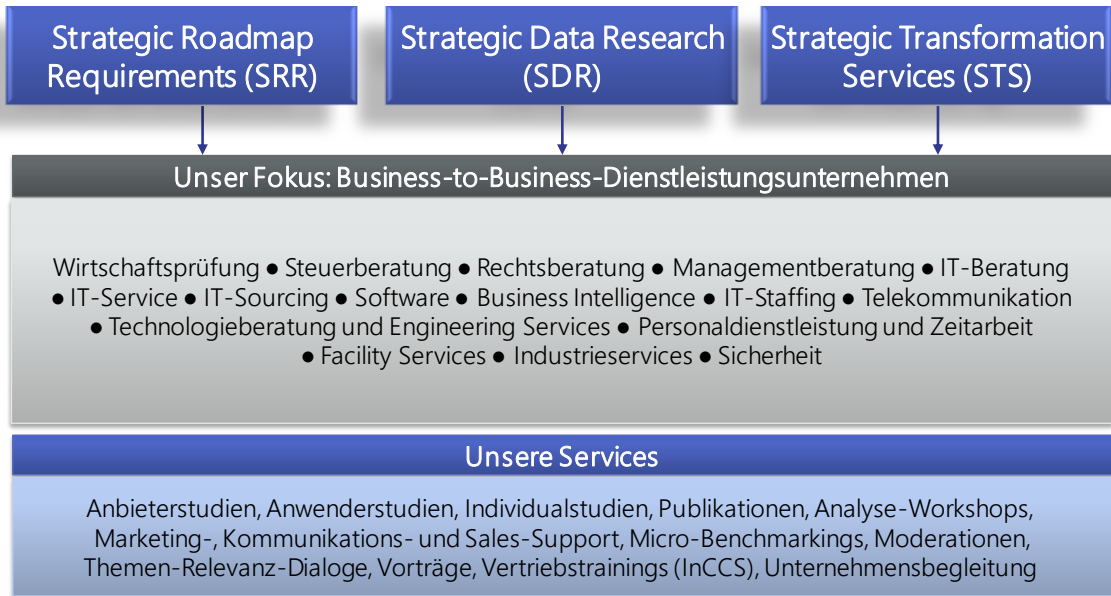 Strategic Roadmap
Requirements (SRR)
Strategic Data Research
(SDR)
Strategic Transformation
Services (STS)
Unser Fokus: Business-to-Business-Dienstleistungsunternehmen
Wirtschaftsprüfung ● Steuerberatung ● Rechtsberatung ● Managementberatung ● IT-Beratung
● IT-Service ● IT-Sourcing ● Software ● Business Intelligence ● IT-Staffing ● Telekommunikation
● Technologieberatung und Engineering Services ● Personaldienstleistung und Zeitarbeit
● Facility Services ● Industrieservices ● Sicherheit
Unsere Services
Anbieterstudien, Anwenderstudien, Individualstudien, Publikationen, Analyse-Workshops,
Marketing-, Kommunikations- und Sales-Support, Micro-Benchmarkings, Moderationen,
Themen-Relevanz-Dialoge, Vorträge, Vertriebstrainings (InCCS), Unternehmensbegleitung